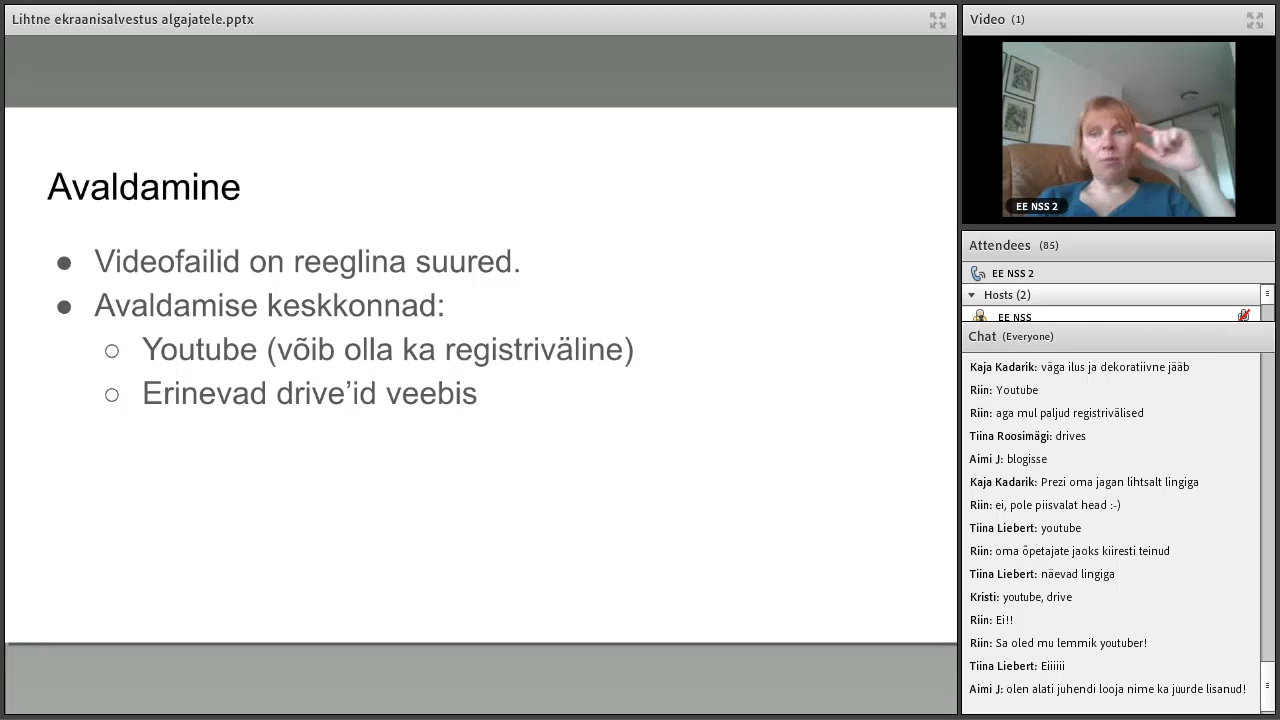 Lihtne ekraanisalvestus algajatele.pptx
Avaldamine
● Videofailid on reeglina suured.
● Avaldamise keskkonnad:
○ Youtube (võib olla ka registriväline)
○ Erinevad drive’id veebis
Video (1)
EE NSS 2
Attendees (85)
EE NSS 2
Hosts (2)
EE NSS
Chat (Everyone)
Kaja Kadarik: väga ilus ja dekoratiivne jääb
Riin: Youtube
Riin: aga mul paljud registrivälised
Tiina Roosimägi: drives
Aimi J: blogisse
Kaja Kadarik: Prezi oma jagan lihtsalt lingiga
Riin: ei, pole piisvalat head :-)
Tiina Liebert: youtube
Riin: oma õpetajate jaoks kiiresti teinud
Tiina Liebert: näevad lingiga
Kristi: youtube, drive
Riin: Ei!!
Riin: Sa oled mu lemmik youtuber!
Tiina Liebert: Eiiiiii
Aimi J: olen alati juhendi looja nime ka juurde lisanud!